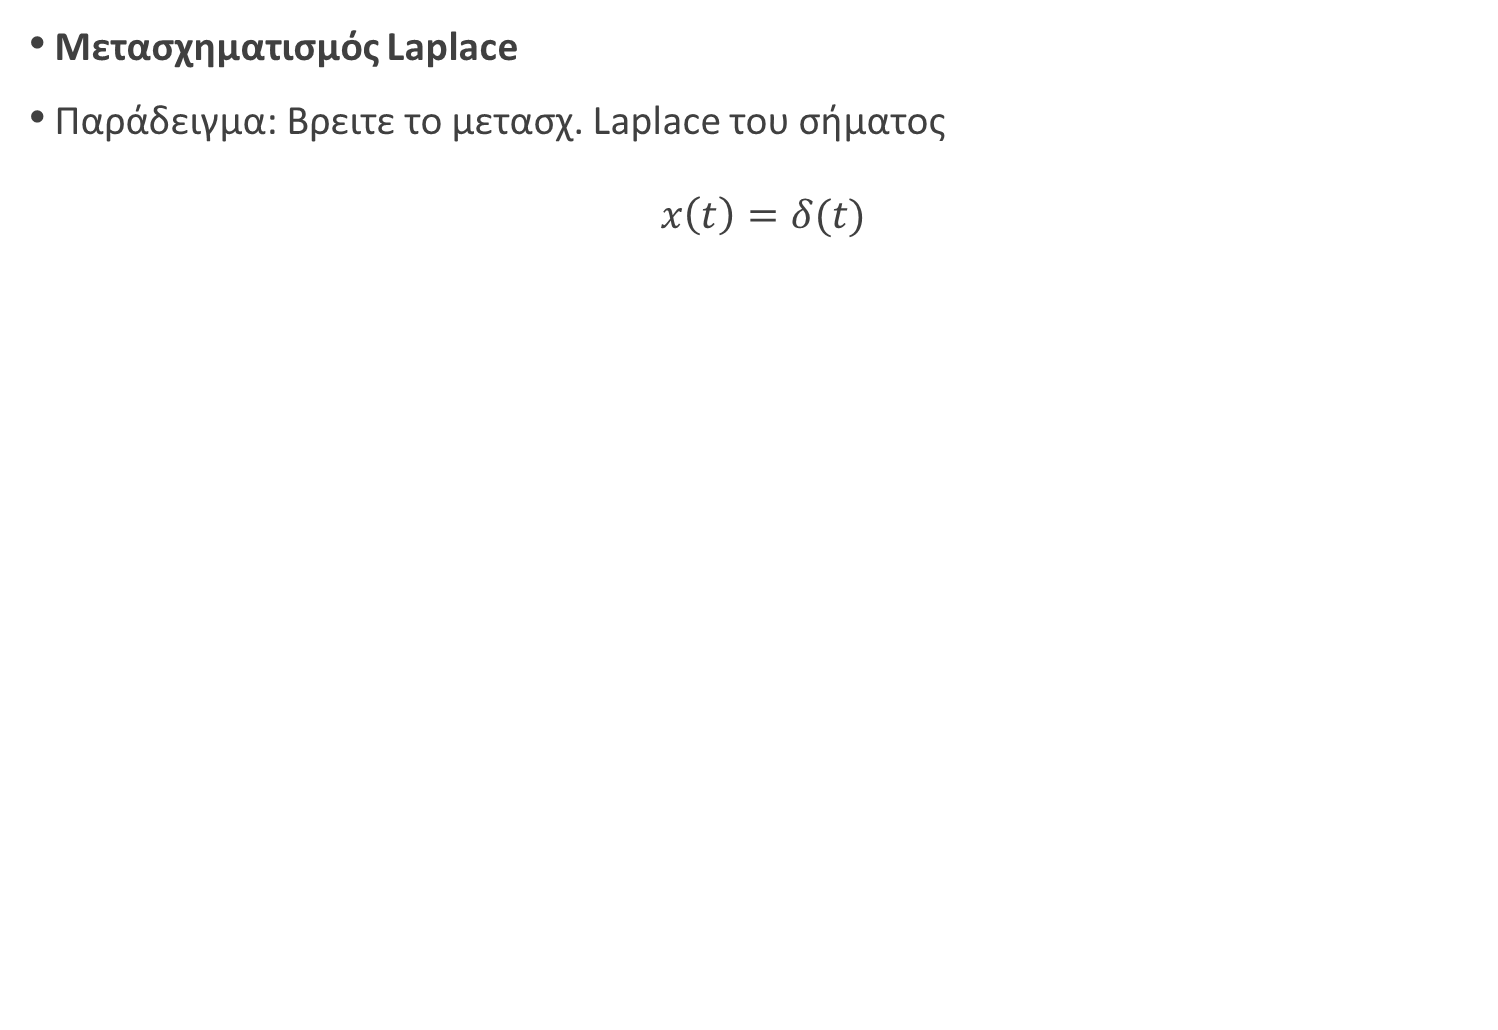 • Μετασχηματισμός Laplace
• Παράδειγμα: Βρειτε το μετασχ. Laplace του σήματος
x(t) = δ(t)